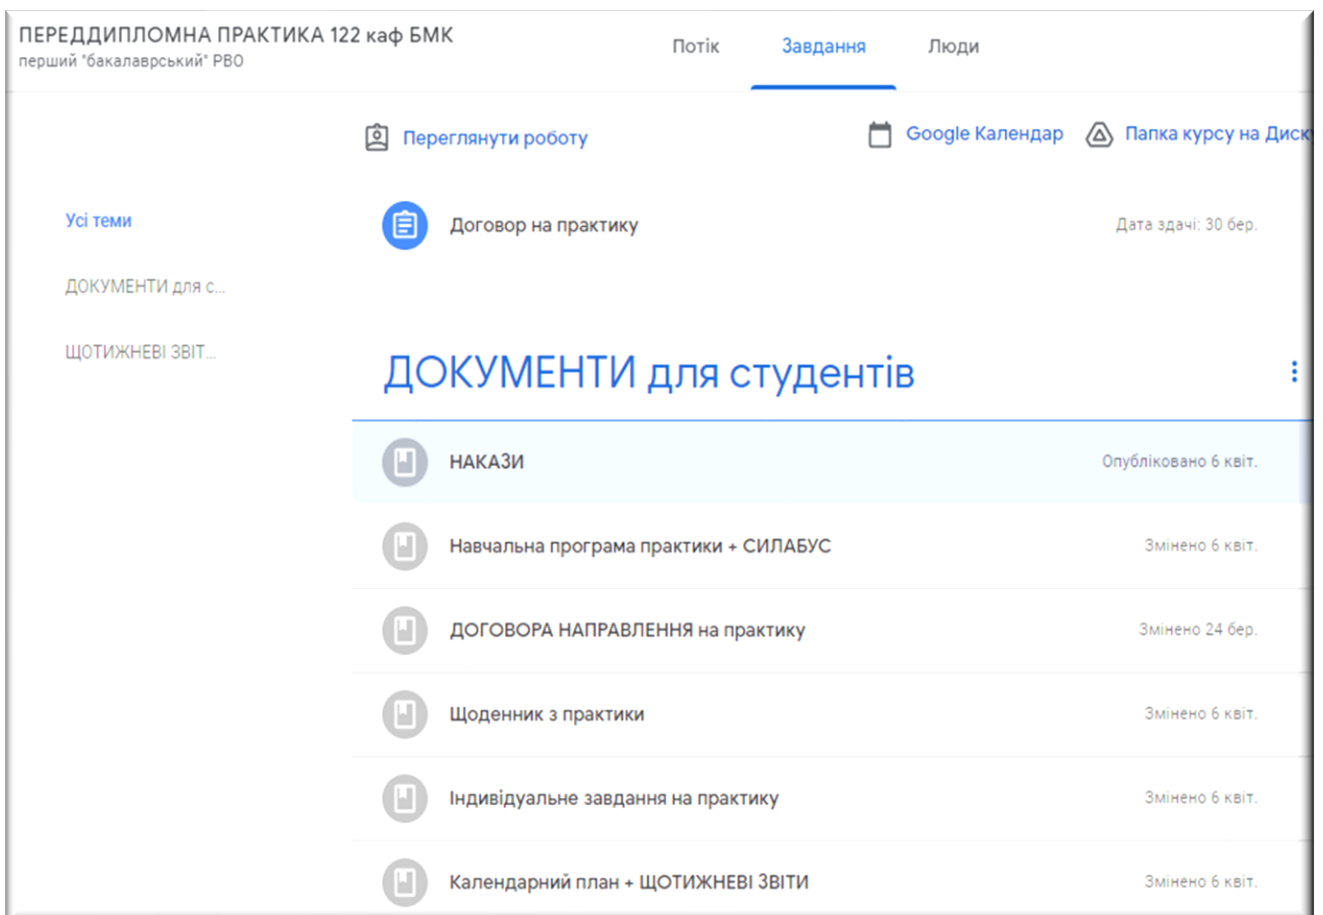 ПЕРЕДДИПЛОМНА ПРАКТИКА 122 каф БМК
перший "бакалаврський" РВО
Потік Завдання Люди
Переглянути роботу Google Календар Папка курсу на Диск
Усі теми
ДОКУМЕНТИ для с...
ЩОТИЖНЕВІ ЗВІТ...
Договор на практику Дата здачі: 30 бер.
ДОКУМЕНТИ для студентів
НАКАЗИ Опубліковано 6 квіт.
Навчальна програма практики + СИЛАБУС Змінено 6 квіт.
ДОГОВОРА НАПРАВЛЕННЯ на практику Змінено 24 бер.
Щоденник з практики Змінено 6 квіт.
Індивідуальне завдання на практику Змінено 6 квіт.
Календарний план + ЩОТИЖНЕВІ ЗВІТИ Змінено 6 квіт.